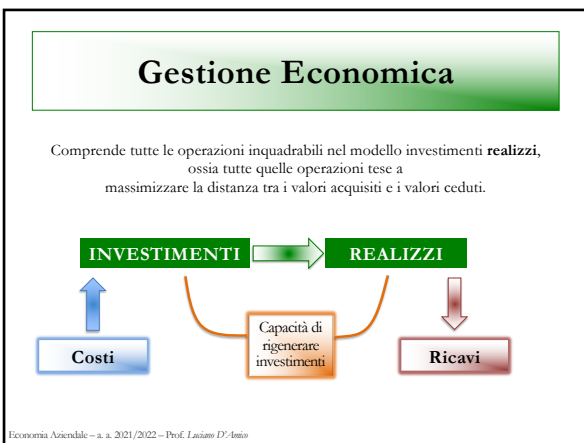 Gestione Economica
Comprende tutte le operazioni inquadrabili nel modello investimenti realizzi,
ossia tutte quelle operazioni tese a
massimizzare la distanza tra i valori acquisiti e i valori ceduti.
INVESTIMENTI
REALIZZI
Costi
Capacità di
rigenerare
investimenti
Ricavi
Economia Aziendale – a. a. 2021/2022 – Prof. Luciano D'Amico